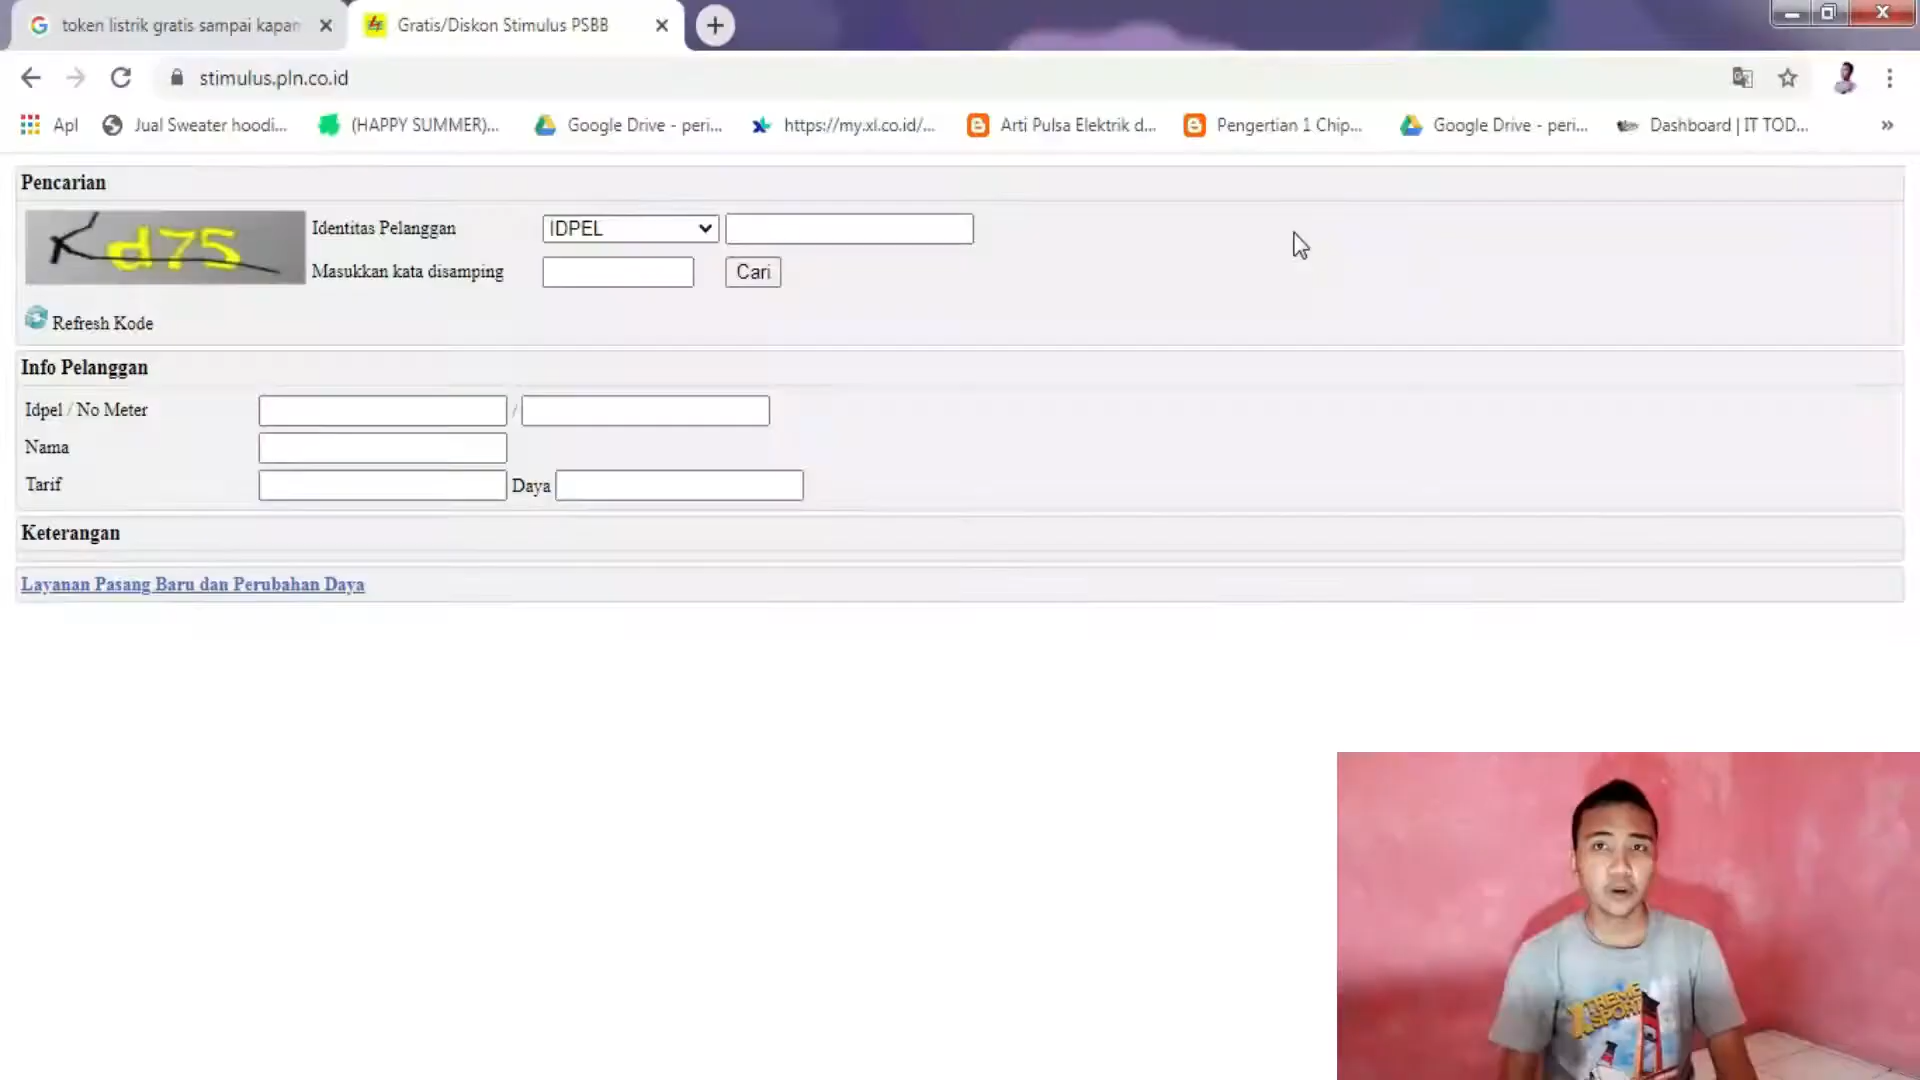 token listrik gratis sampai kapan
Gratis/Diskon Stimulus PSBB
stimulus.pln.co.id
Apl
Jual Sweater hoodi...
(HAPPY SUMMER)...
Google Drive - peri...
https://my.xl.co.id/...
Arti Pulsa Elektrik d...
Pengertian 1 Chip...
Google Drive - peri...
Dashboard | IT TOD...
»
Pencarian
Kd75
Identitas Pelanggan
IDPEL
Masukkan kata disamping
Cari
Refresh Kode
Info Pelanggan
Idpel / No Meter
/
Nama
Tarif
Daya
Keterangan
Layanan Pasang Baru dan Perubahan Daya
XTREME
SPORT